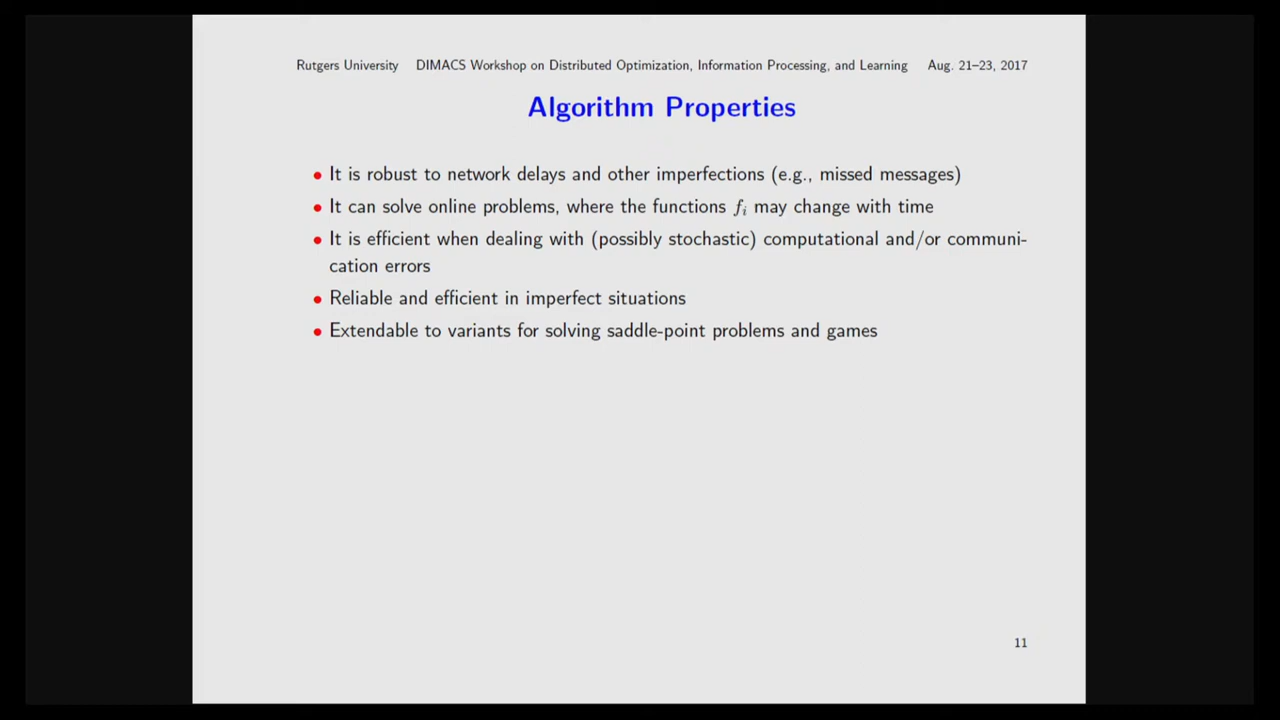 Rutgers University DIMACS Workshop on Distributed Optimization, Information Processing, and Learning Aug. 21–23, 2017
Algorithm Properties
• It is robust to network delays and other imperfections (e.g., missed messages)
• It can solve online problems, where the functions fᵢ may change with time
• It is efficient when dealing with (possibly stochastic) computational and/or communi-
cation errors
• Reliable and efficient in imperfect situations
• Extendable to variants for solving saddle-point problems and games
11